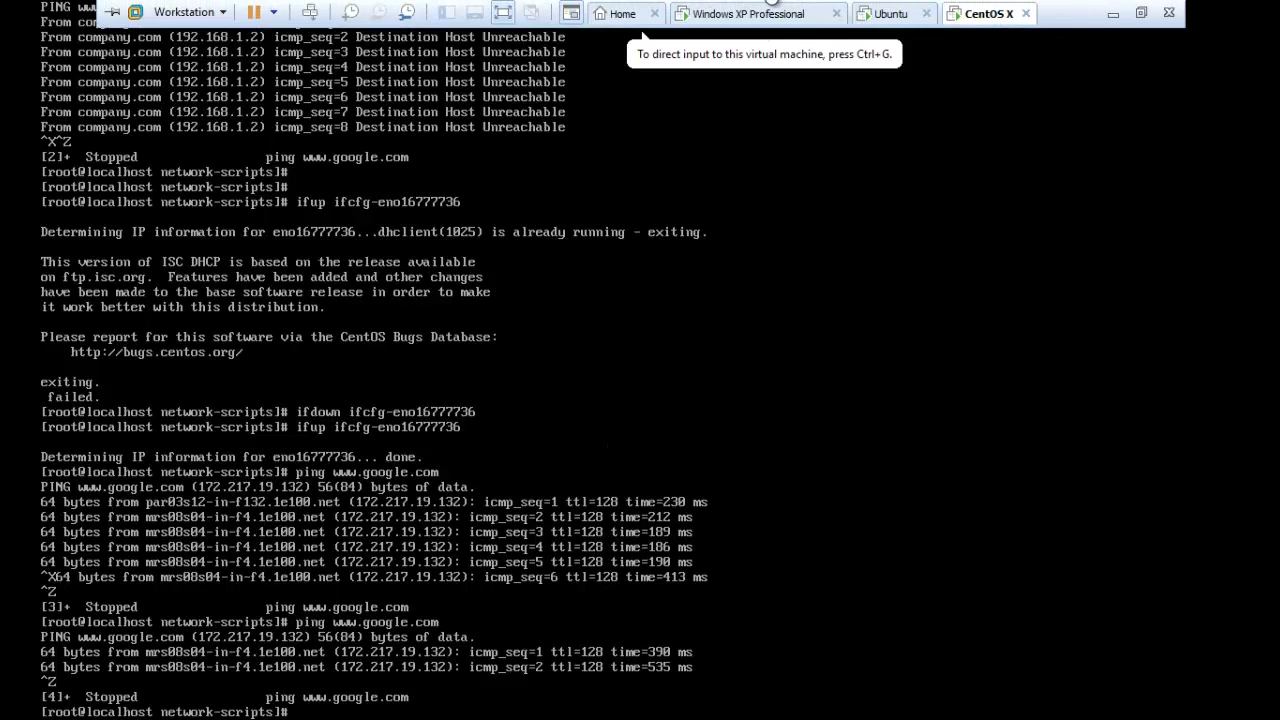 PING www
Workstation
Home
Windows XP Professional
Ubuntu
CentOS X
To direct input to this virtual machine, press Ctrl+G.
From company.com (192.168.1.2) icmp_seq=2 Destination Host Unreachable
From company.com (192.168.1.2) icmp_seq=3 Destination Host Unreachable
From company.com (192.168.1.2) icmp_seq=4 Destination Host Unreachable
From company.com (192.168.1.2) icmp_seq=5 Destination Host Unreachable
From company.com (192.168.1.2) icmp_seq=6 Destination Host Unreachable
From company.com (192.168.1.2) icmp_seq=7 Destination Host Unreachable
From company.com (192.168.1.2) icmp_seq=8 Destination Host Unreachable
^X^Z
[2]+  Stopped                 ping www.google.com
[root@localhost network-scripts]#
[root@localhost network-scripts]#
[root@localhost network-scripts]# ifup ifcfg-eno16777736
Determining IP information for eno16777736...dhclient(1025) is already running - exiting.
This version of ISC DHCP is based on the release available
on ftp.isc.org.  Features have been added and other changes
have been made to the base software release in order to make
it work better with this distribution.
Please report for this software via the CentOS Bugs Database:
    http://bugs.centos.org/
exiting.
 failed.
[root@localhost network-scripts]# ifdown ifcfg-eno16777736
[root@localhost network-scripts]# ifup ifcfg-eno16777736
Determining IP information for eno16777736... done.
[root@localhost network-scripts]# ping www.google.com
PING www.google.com (172.217.19.132) 56(84) bytes of data.
64 bytes from par03s12-in-f132.1e100.net (172.217.19.132): icmp_seq=1 ttl=128 time=230 ms
64 bytes from mrs08s04-in-f4.1e100.net (172.217.19.132): icmp_seq=2 ttl=128 time=212 ms
64 bytes from mrs08s04-in-f4.1e100.net (172.217.19.132): icmp_seq=3 ttl=128 time=189 ms
64 bytes from mrs08s04-in-f4.1e100.net (172.217.19.132): icmp_seq=4 ttl=128 time=186 ms
64 bytes from mrs08s04-in-f4.1e100.net (172.217.19.132): icmp_seq=5 ttl=128 time=190 ms
^X64 bytes from mrs08s04-in-f4.1e100.net (172.217.19.132): icmp_seq=6 ttl=128 time=413 ms
^Z
[3]+  Stopped                 ping www.google.com
[root@localhost network-scripts]# ping www.google.com
PING www.google.com (172.217.19.132) 56(84) bytes of data.
64 bytes from mrs08s04-in-f4.1e100.net (172.217.19.132): icmp_seq=1 ttl=128 time=390 ms
64 bytes from mrs08s04-in-f4.1e100.net (172.217.19.132): icmp_seq=2 ttl=128 time=535 ms
^Z
[4]+  Stopped                 ping www.google.com
[root@localhost network-scripts]#